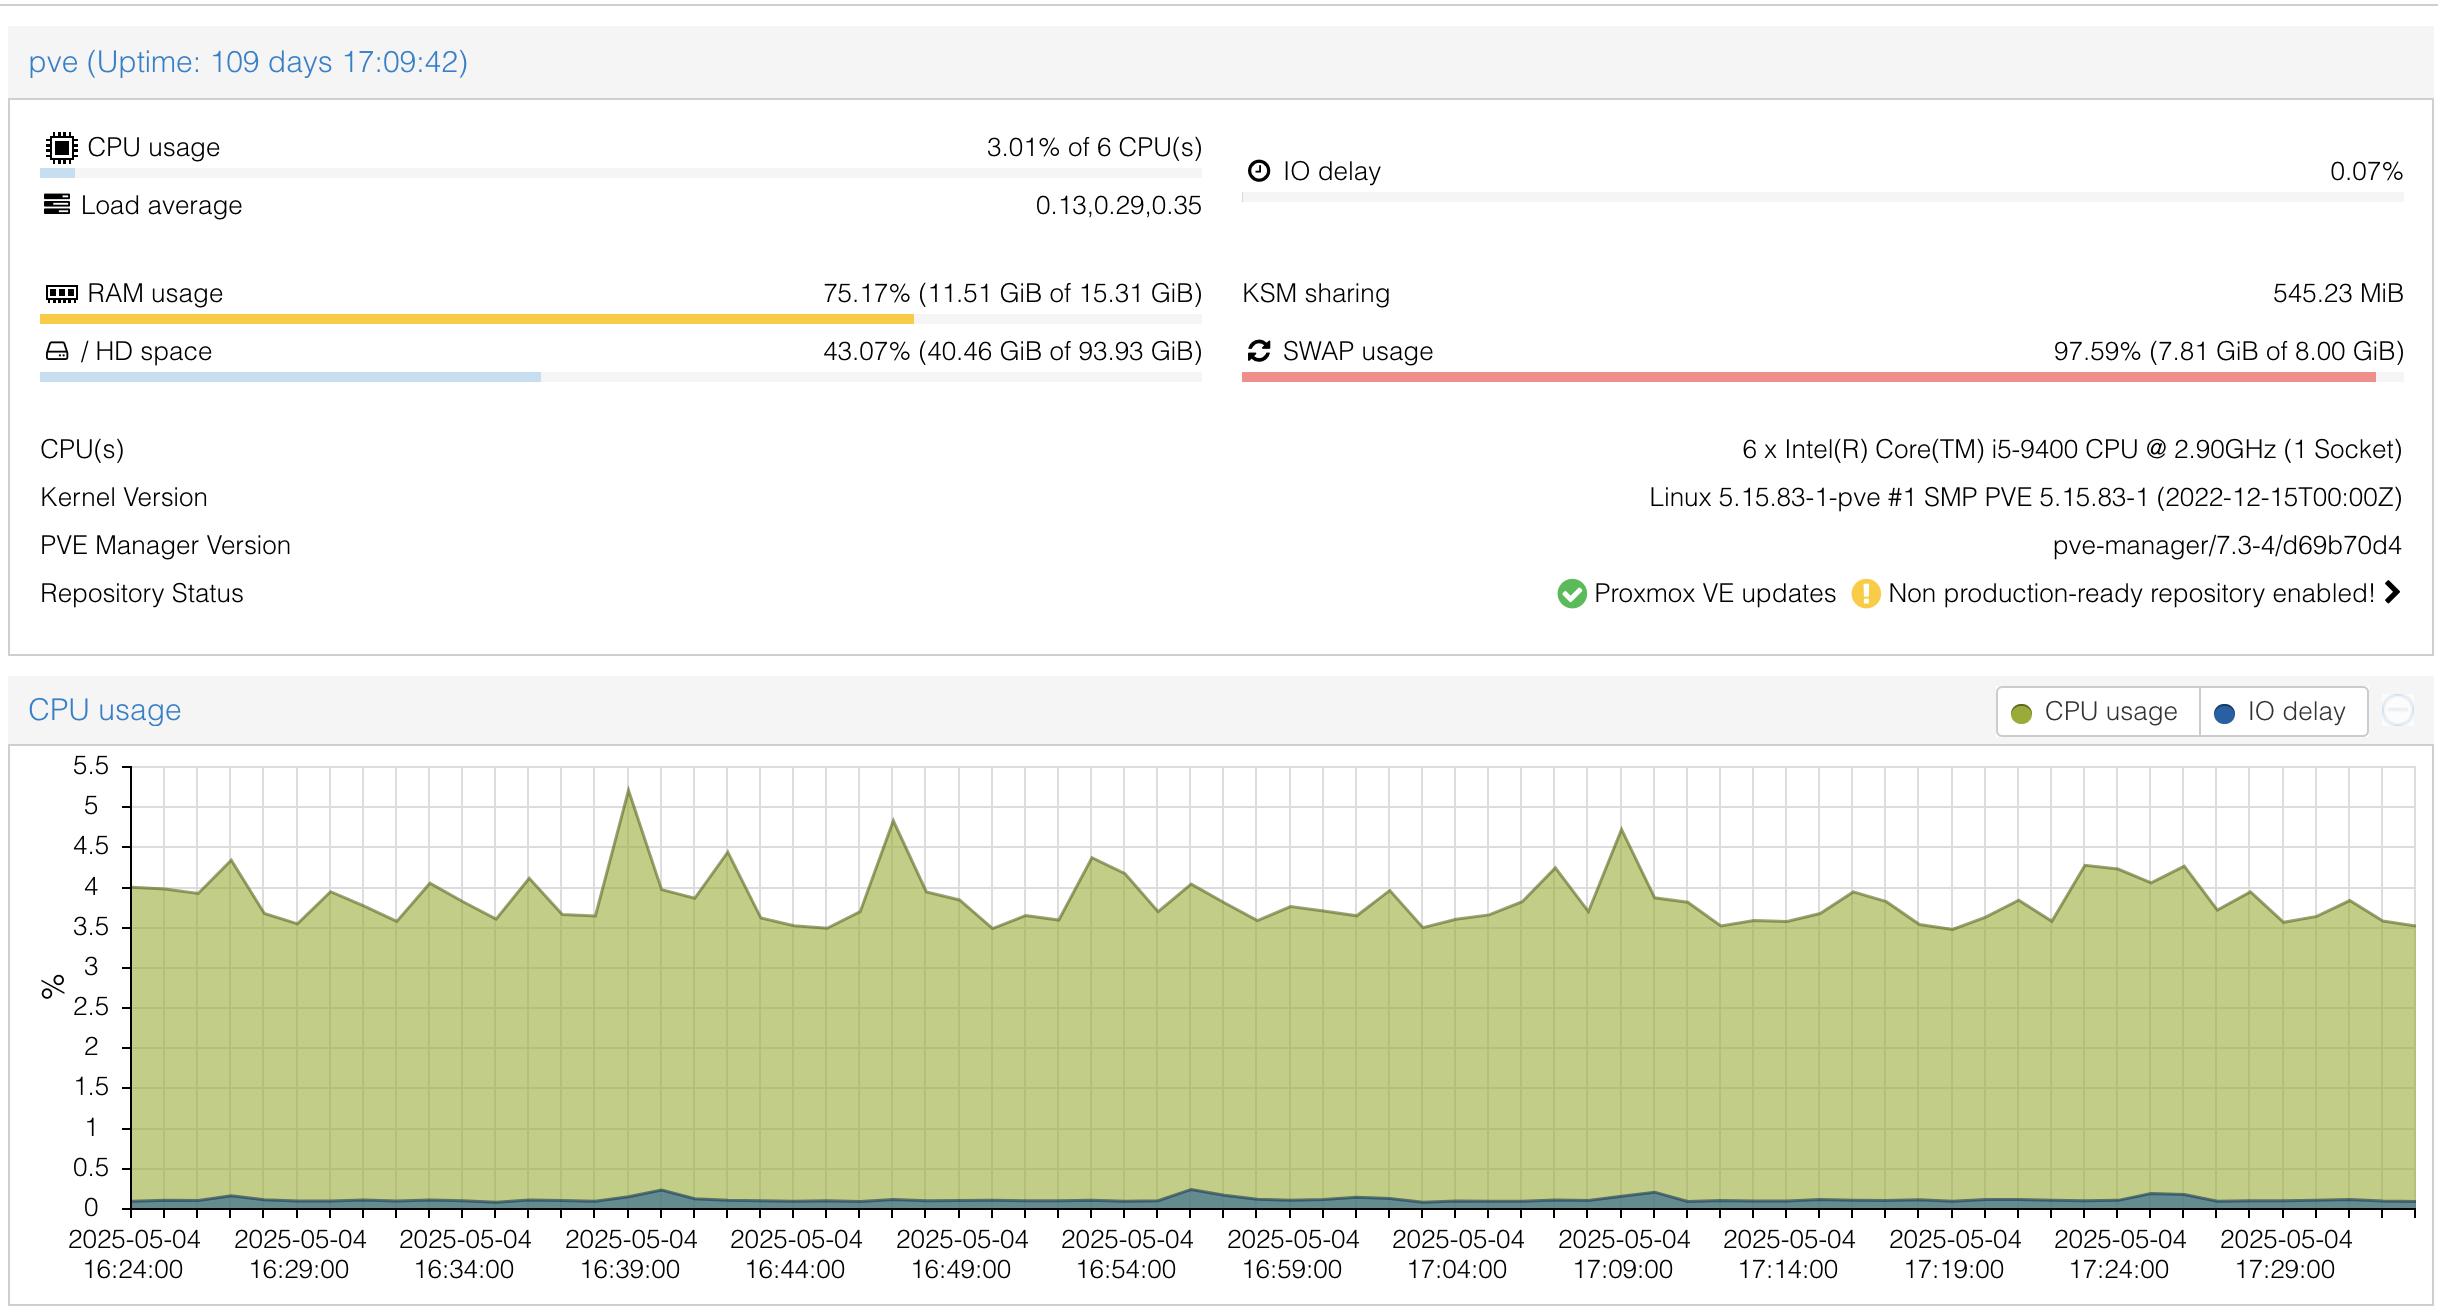 pve (Uptime: 109 days 17:09:42)
CPU usage 3.01% of 6 CPU(s)
IO delay 0.07%
Load average 0.13,0.29,0.35
RAM usage 75.17% (11.51 GiB of 15.31 GiB)
KSM sharing 545.23 MiB
/ HD space 43.07% (40.46 GiB of 93.93 GiB)
SWAP usage 97.59% (7.81 GiB of 8.00 GiB)
CPU(s) 6 x Intel(R) Core(TM) i5-9400 CPU @ 2.90GHz (1 Socket)
Kernel Version Linux 5.15.83-1-pve #1 SMP PVE 5.15.83-1 (2022-12-15T00:00Z)
PVE Manager Version pve-manager/7.3-4/d69b70d4
Repository Status Proxmox VE updates Non production-ready repository enabled!
CPU usage
CPU usage IO delay
5.5
5
4.5
4
3.5
3
%
2.5
2
1.5
1
0.5
0
2025-05-04 2025-05-04 2025-05-04 2025-05-04 2025-05-04 2025-05-04 2025-05-04 2025-05-04 2025-05-04 2025-05-04 2025-05-04 2025-05-04 2025-05-04 2025-05-04
16:24:00 16:29:00 16:34:00 16:39:00 16:44:00 16:49:00 16:54:00 16:59:00 17:04:00 17:09:00 17:14:00 17:19:00 17:24:00 17:29:00